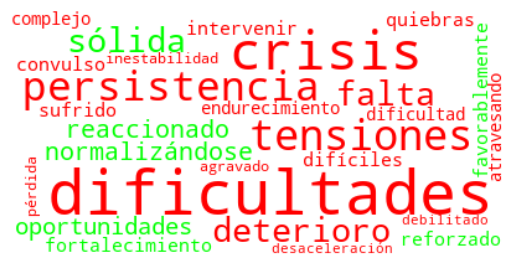 complejo
intervenir
quiebras
sólida
crisis
inestabilidad
convulso
favorablemente
persistencia
falta
atravesando
sufrido
endurecimiento
dificultad
reaccionado
tensiones
normalizándose
difíciles
agravado
pérdida
dificultades
oportunidades
deterioro
debilitado
fortalecimiento
desaceleración
reforzado